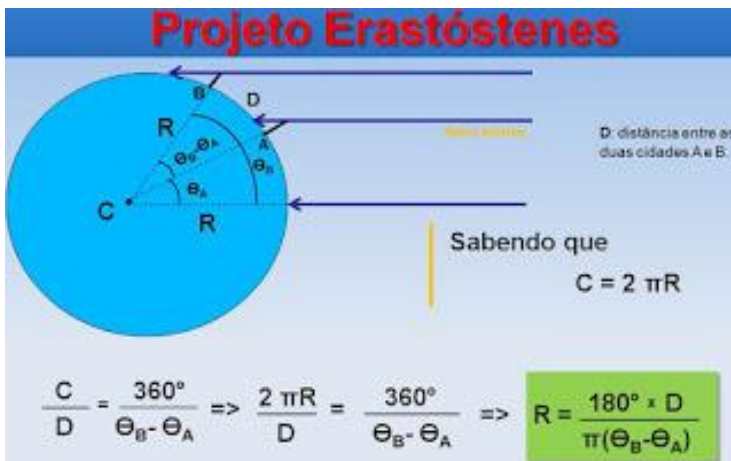 Projeto Erastóstenes
B
D
R
A
ΘB-ΘA
ΘB
ΘA
C
R
D: distância entre as
duas cidades A e B.
Sabendo que
C = 2 πR
C/D = 360°/ΘB- ΘA => 2 πR/D = 360°/ΘB- ΘA => R = 180° x D/π(ΘB-ΘA)